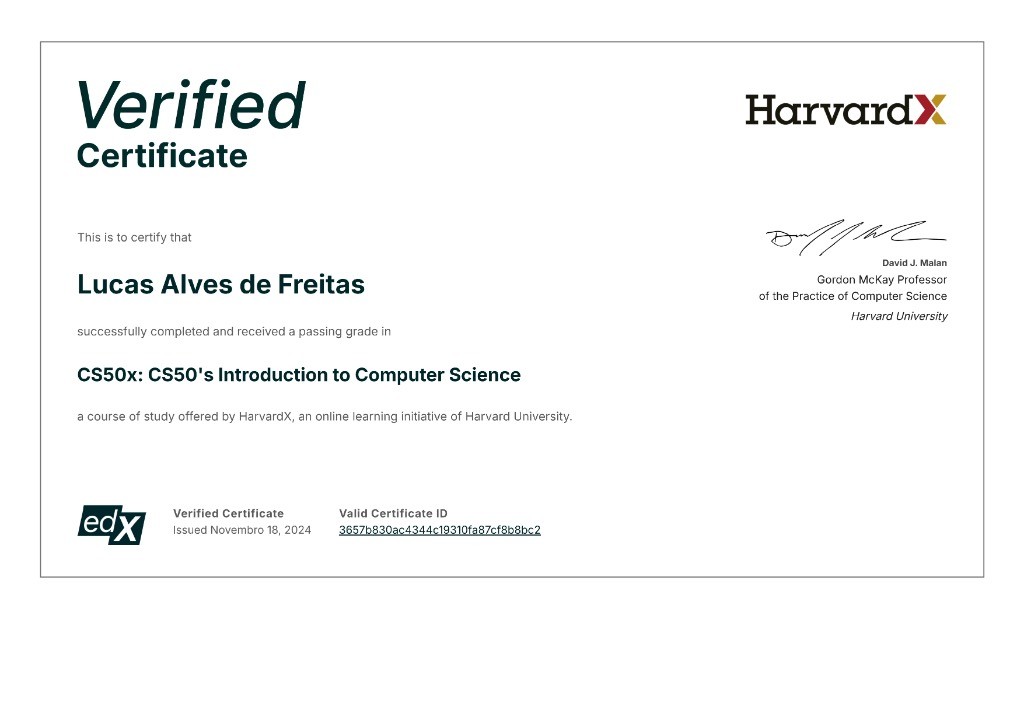 Verified
Certificate
HarvardX
This is to certify that
Lucas Alves de Freitas
successfully completed and received a passing grade in
CS50x: CS50's Introduction to Computer Science
a course of study offered by HarvardX, an online learning initiative of Harvard University.
David J. Malan
Gordon McKay Professor
of the Practice of Computer Science
Harvard University
edX
Verified Certificate
Issued Novembro 18, 2024
Valid Certificate ID
3657b830ac4344c19310fa87cf8b8bc2